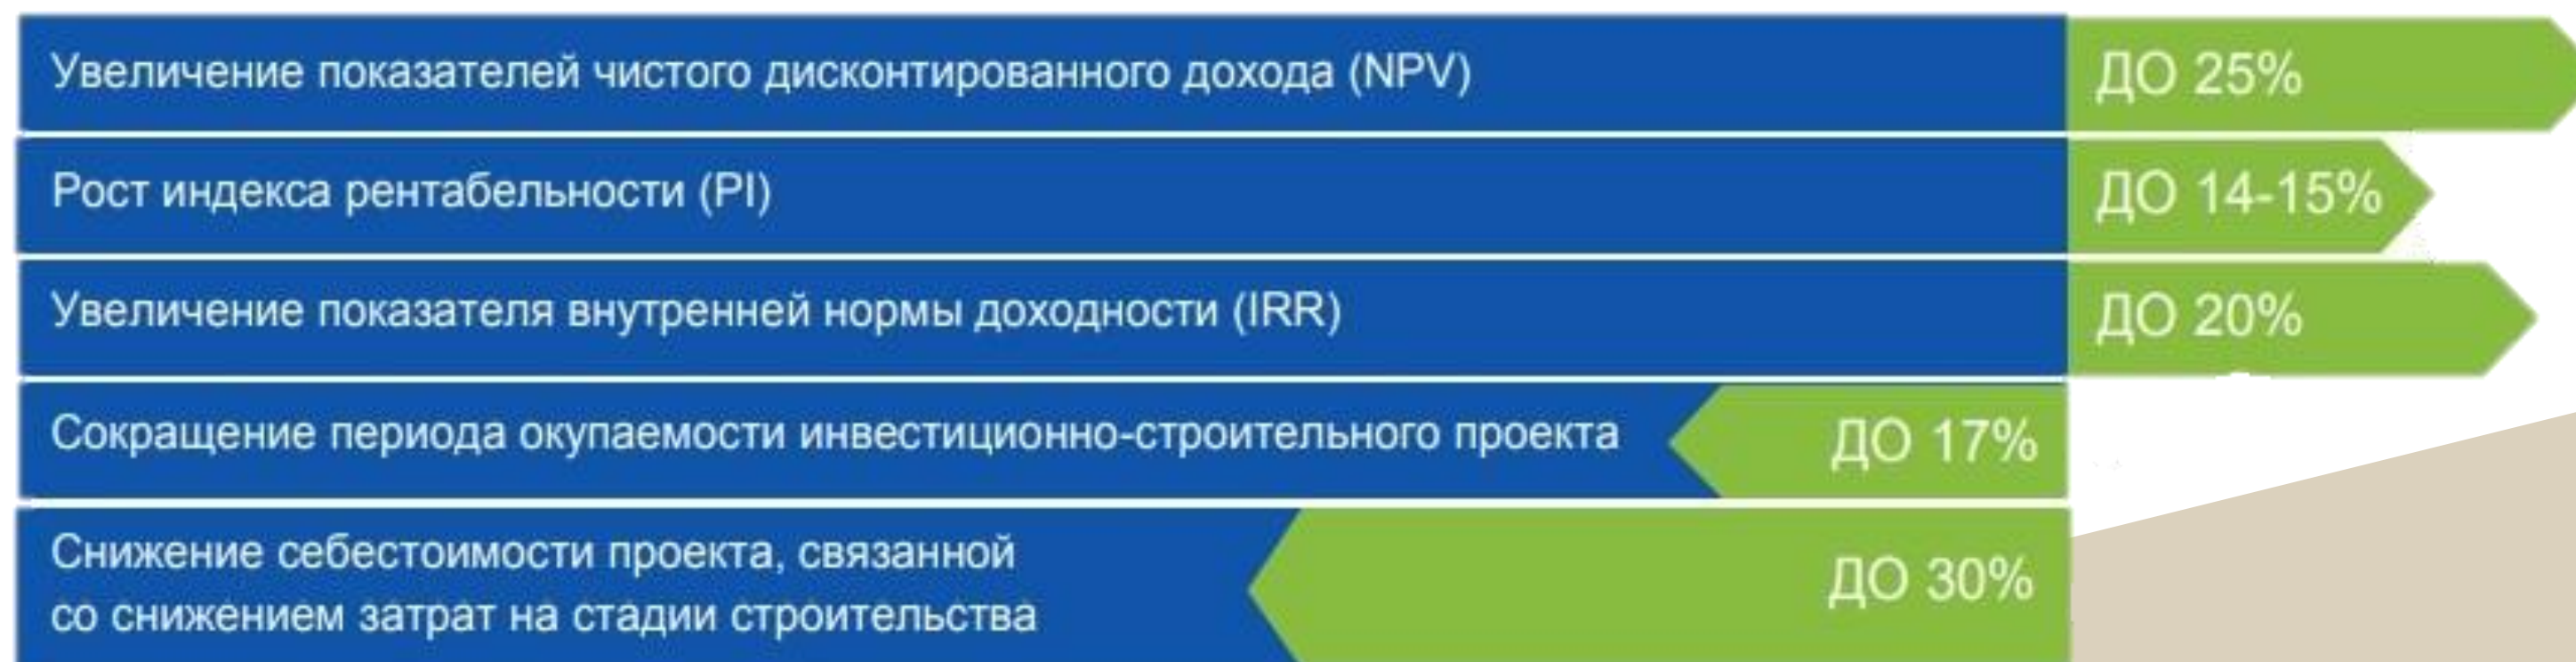 Увеличение показателей чистого дисконтированного дохода (NPV) ДО 25%
Рост индекса рентабельности (PI) ДО 14-15%
Увеличение показателя внутренней нормы доходности (IRR) ДО 20%
Сокращение периода окупаемости инвестиционно-строительного проекта ДО 17%
Снижение себестоимости проекта, связанной
со снижением затрат на стадии строительства
ДО 30%